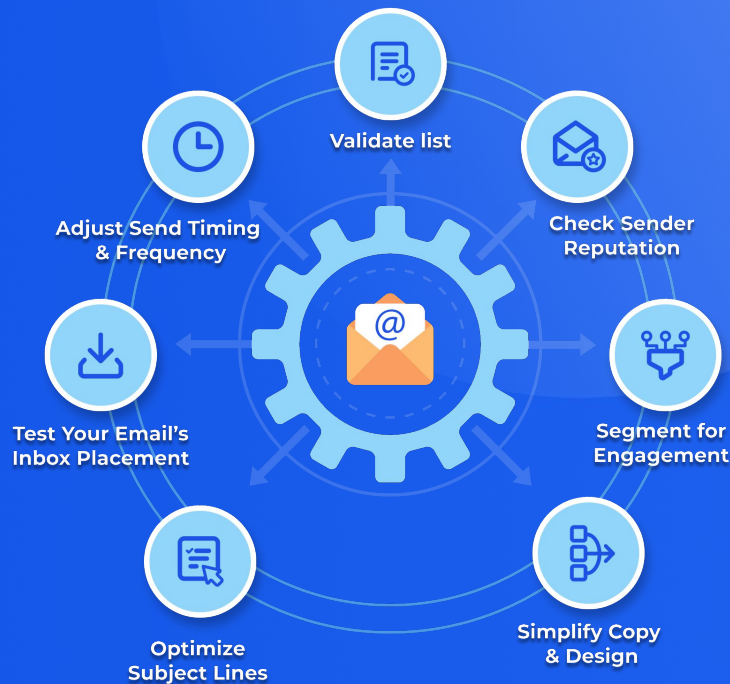 Validate list
Check Sender
Reputation
Segment for
Engagement
Simplify Copy
& Design
Optimize
Subject Lines
Test Your Email's
Inbox Placement
Adjust Send Timing
& Frequency
@